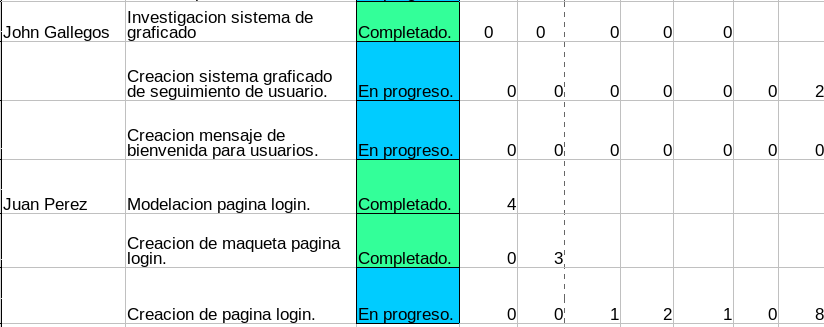 Investigacion sistema de
John Gallegos graficado Completado. 0 0 0 0 0
Creacion sistema graficado
de seguimiento de usuario. En progreso. 0 0 0 0 0 0 2
Creacion mensaje de
bienvenida para usuarios. En progreso. 0 0 0 0 0 0 0
Juan Perez Modelacion pagina login. Completado. 4
Creacion de maqueta pagina
login. Completado. 0 3
Creacion de pagina login. En progreso. 0 0 1 2 1 0 8